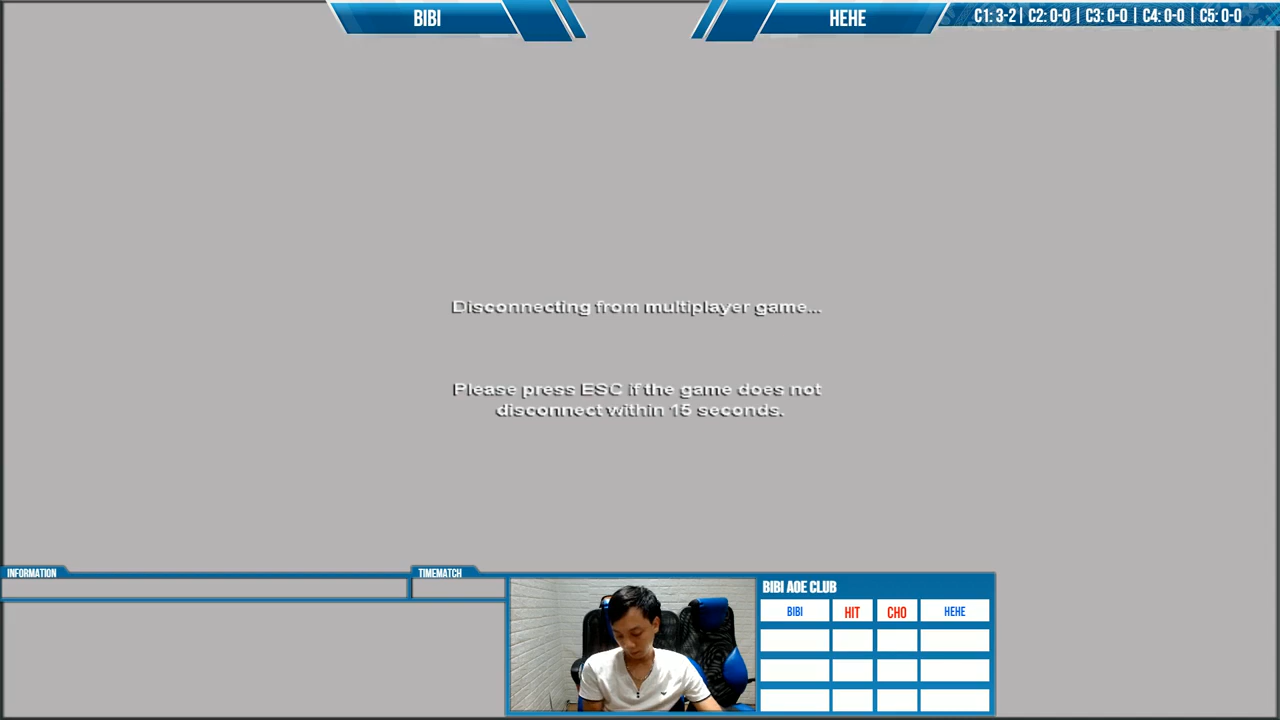 BIBI
HEHE
C1: 3-2 | C2: 0-0 | C3: 0-0 | C4: 0-0 | C5: 0-0
Disconnecting from multiplayer game...
Please press ESC if the game does not
disconnect within 15 seconds.
INFORMATION
TIMEMATCH
BIBI AOE CLUB
BIBI HIT CHO HEHE